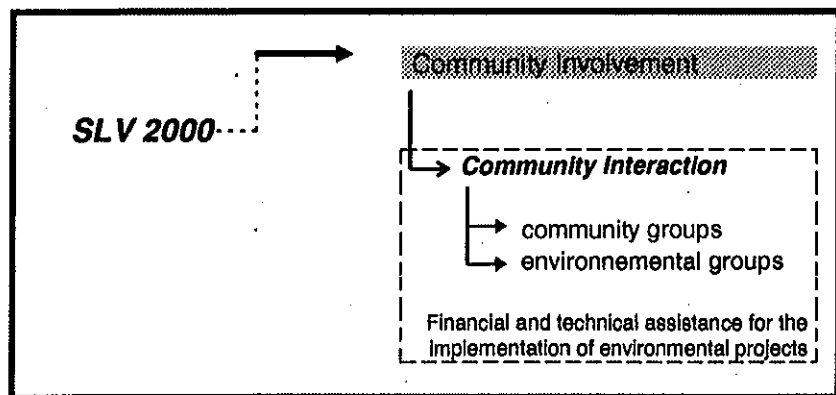 Community Involvement
SLV 2000
Community Interaction
community groups
environnemental groups
Financial and technical assistance for the
implementation of environmental projects